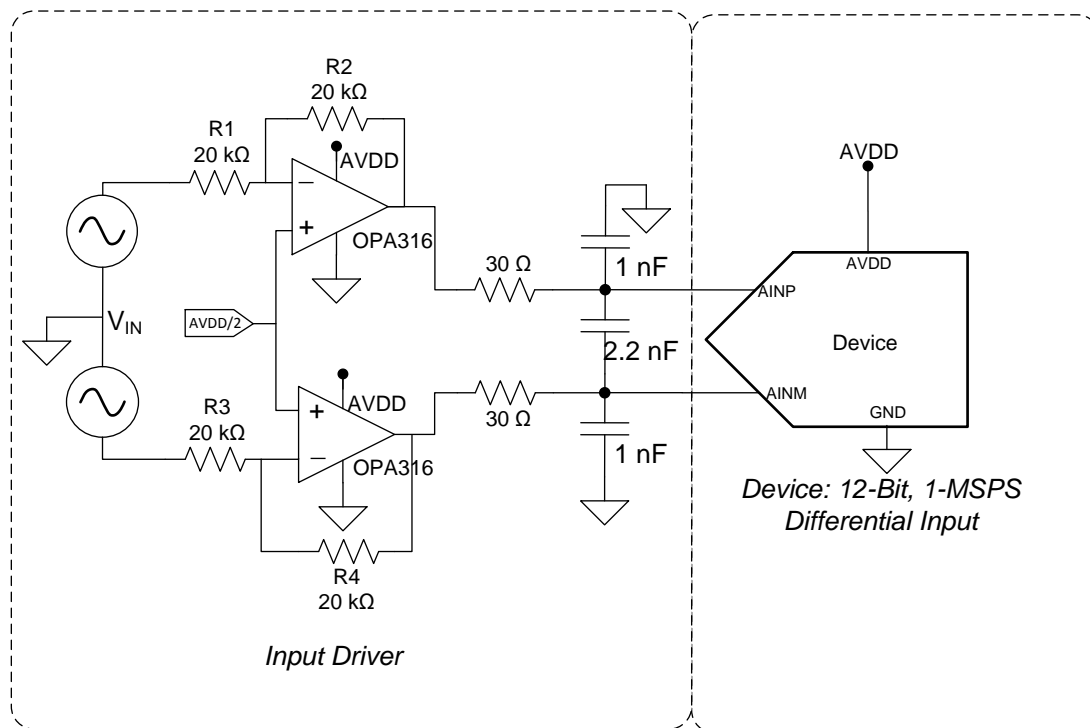 R2
20 kΩ
R1
20 kΩ
AVDD
−
+
OPA316
1 nF
30 Ω
AVDD
AVDD
AINP
V_IN
AVDD/2
2.2 nF
Device
AINM
30 Ω
GND
AVDD
+
−
OPA316
R3
20 kΩ
1 nF
R4
20 kΩ
Device: 12-Bit, 1-MSPS
Differential Input
Input Driver